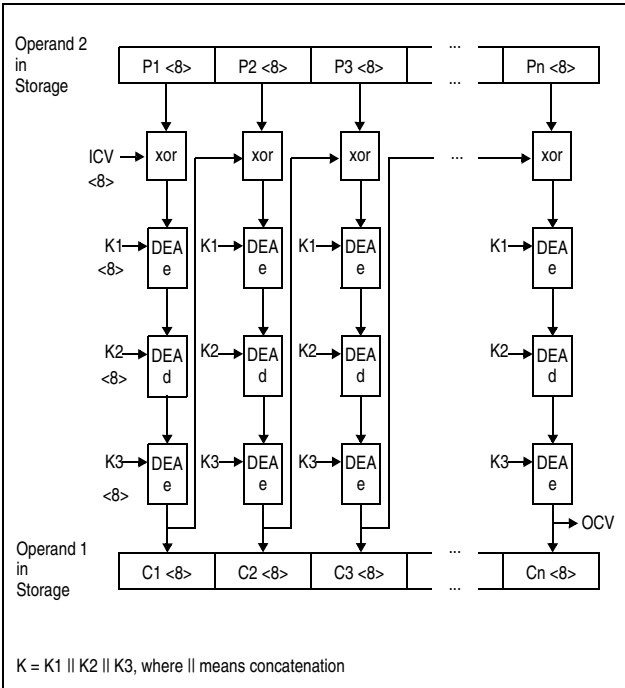 Operand 2
in
Storage
P1 <8> P2 <8> P3 <8> ... ... Pn <8>
ICV
<8>
xor xor xor ... xor
K1
<8>
DEA
e
K1 DEA
e
K1 DEA
e
K1 DEA
e
K2
<8>
DEA
d
K2 DEA
d
K2 DEA
d
K2 DEA
d
K3
<8>
DEA
e
K3 DEA
e
K3 DEA
e
K3 DEA
e
OCV
Operand 1
in
Storage
C1 <8> C2 <8> C3 <8> ... ... Cn <8>
K = K1 || K2 || K3, where || means concatenation